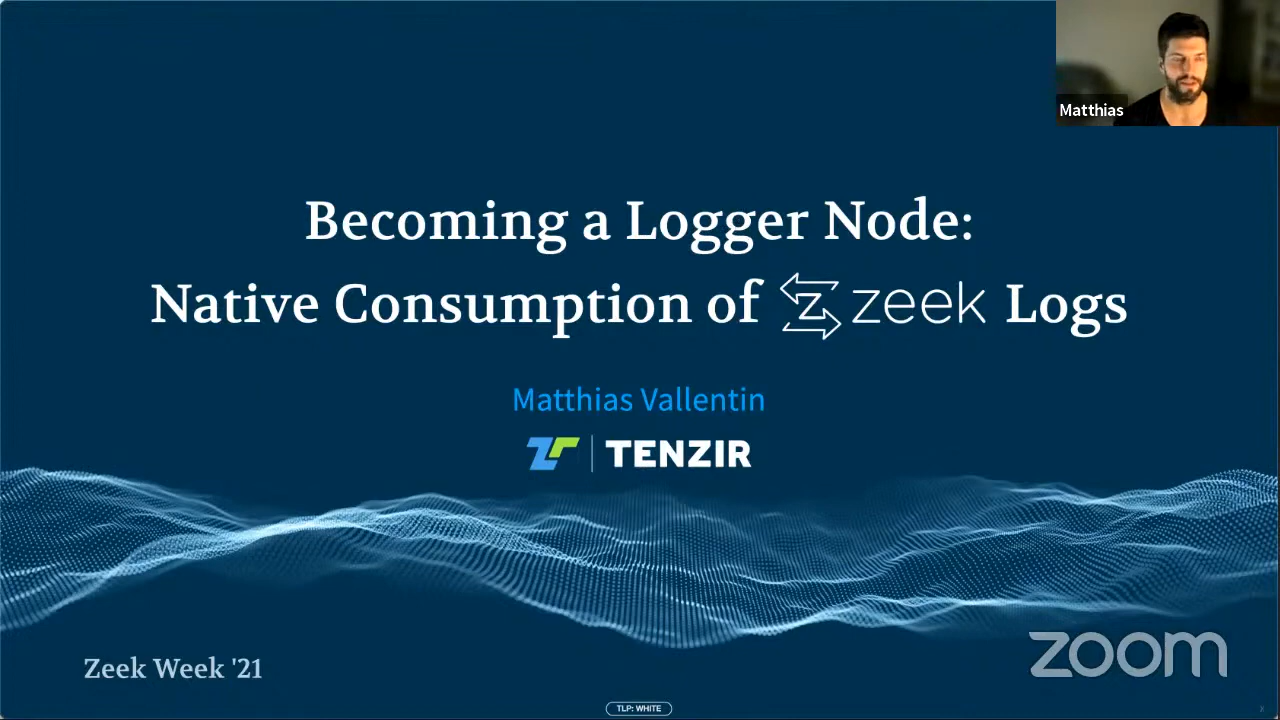 Matthias
Becoming a Logger Node:
Native Consumption of zeek Logs
Matthias Vallentin
TENZIR
Zeek Week '21
zoom
TLP: WHITE